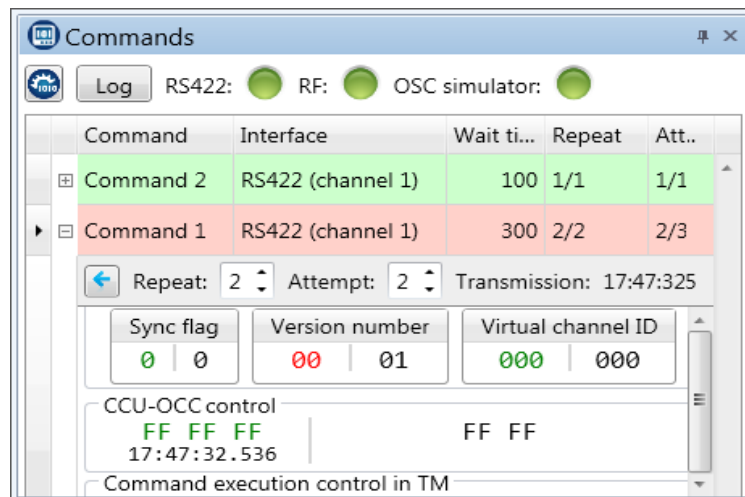 Commands
Log RS422: RF: OSC simulator:
Command Interface Wait ti... Repeat Att..
Command 2 RS422 (channel 1) 100 1/1 1/1
Command 1 RS422 (channel 1) 300 2/2 2/3
Repeat: 2 Attempt: 2 Transmission: 17:47:325
Sync flag Version number Virtual channel ID
0 0 00 01 000 000
CCU-OCC control
FF FF FF FF FF
17:47:32.536
Command execution control in TM